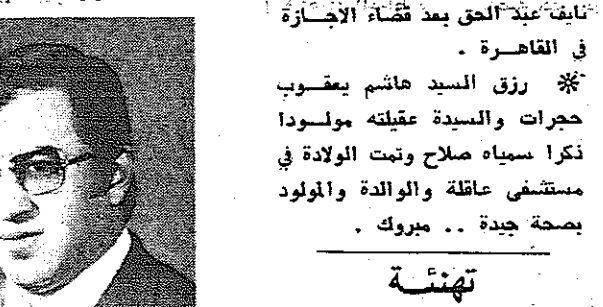 نايف عبد الحق بعد قضاء الاجازة
في القاهرة .
※ رزق السيد هاشم يعقوب
حجرات والسيدة عقيلته مولودا
ذكرا سمياه صلاح وتمت الولادة في
مستشفى عاقلة والوالدة والمولود
بصحة جيدة .. مبروك .
تهنئة